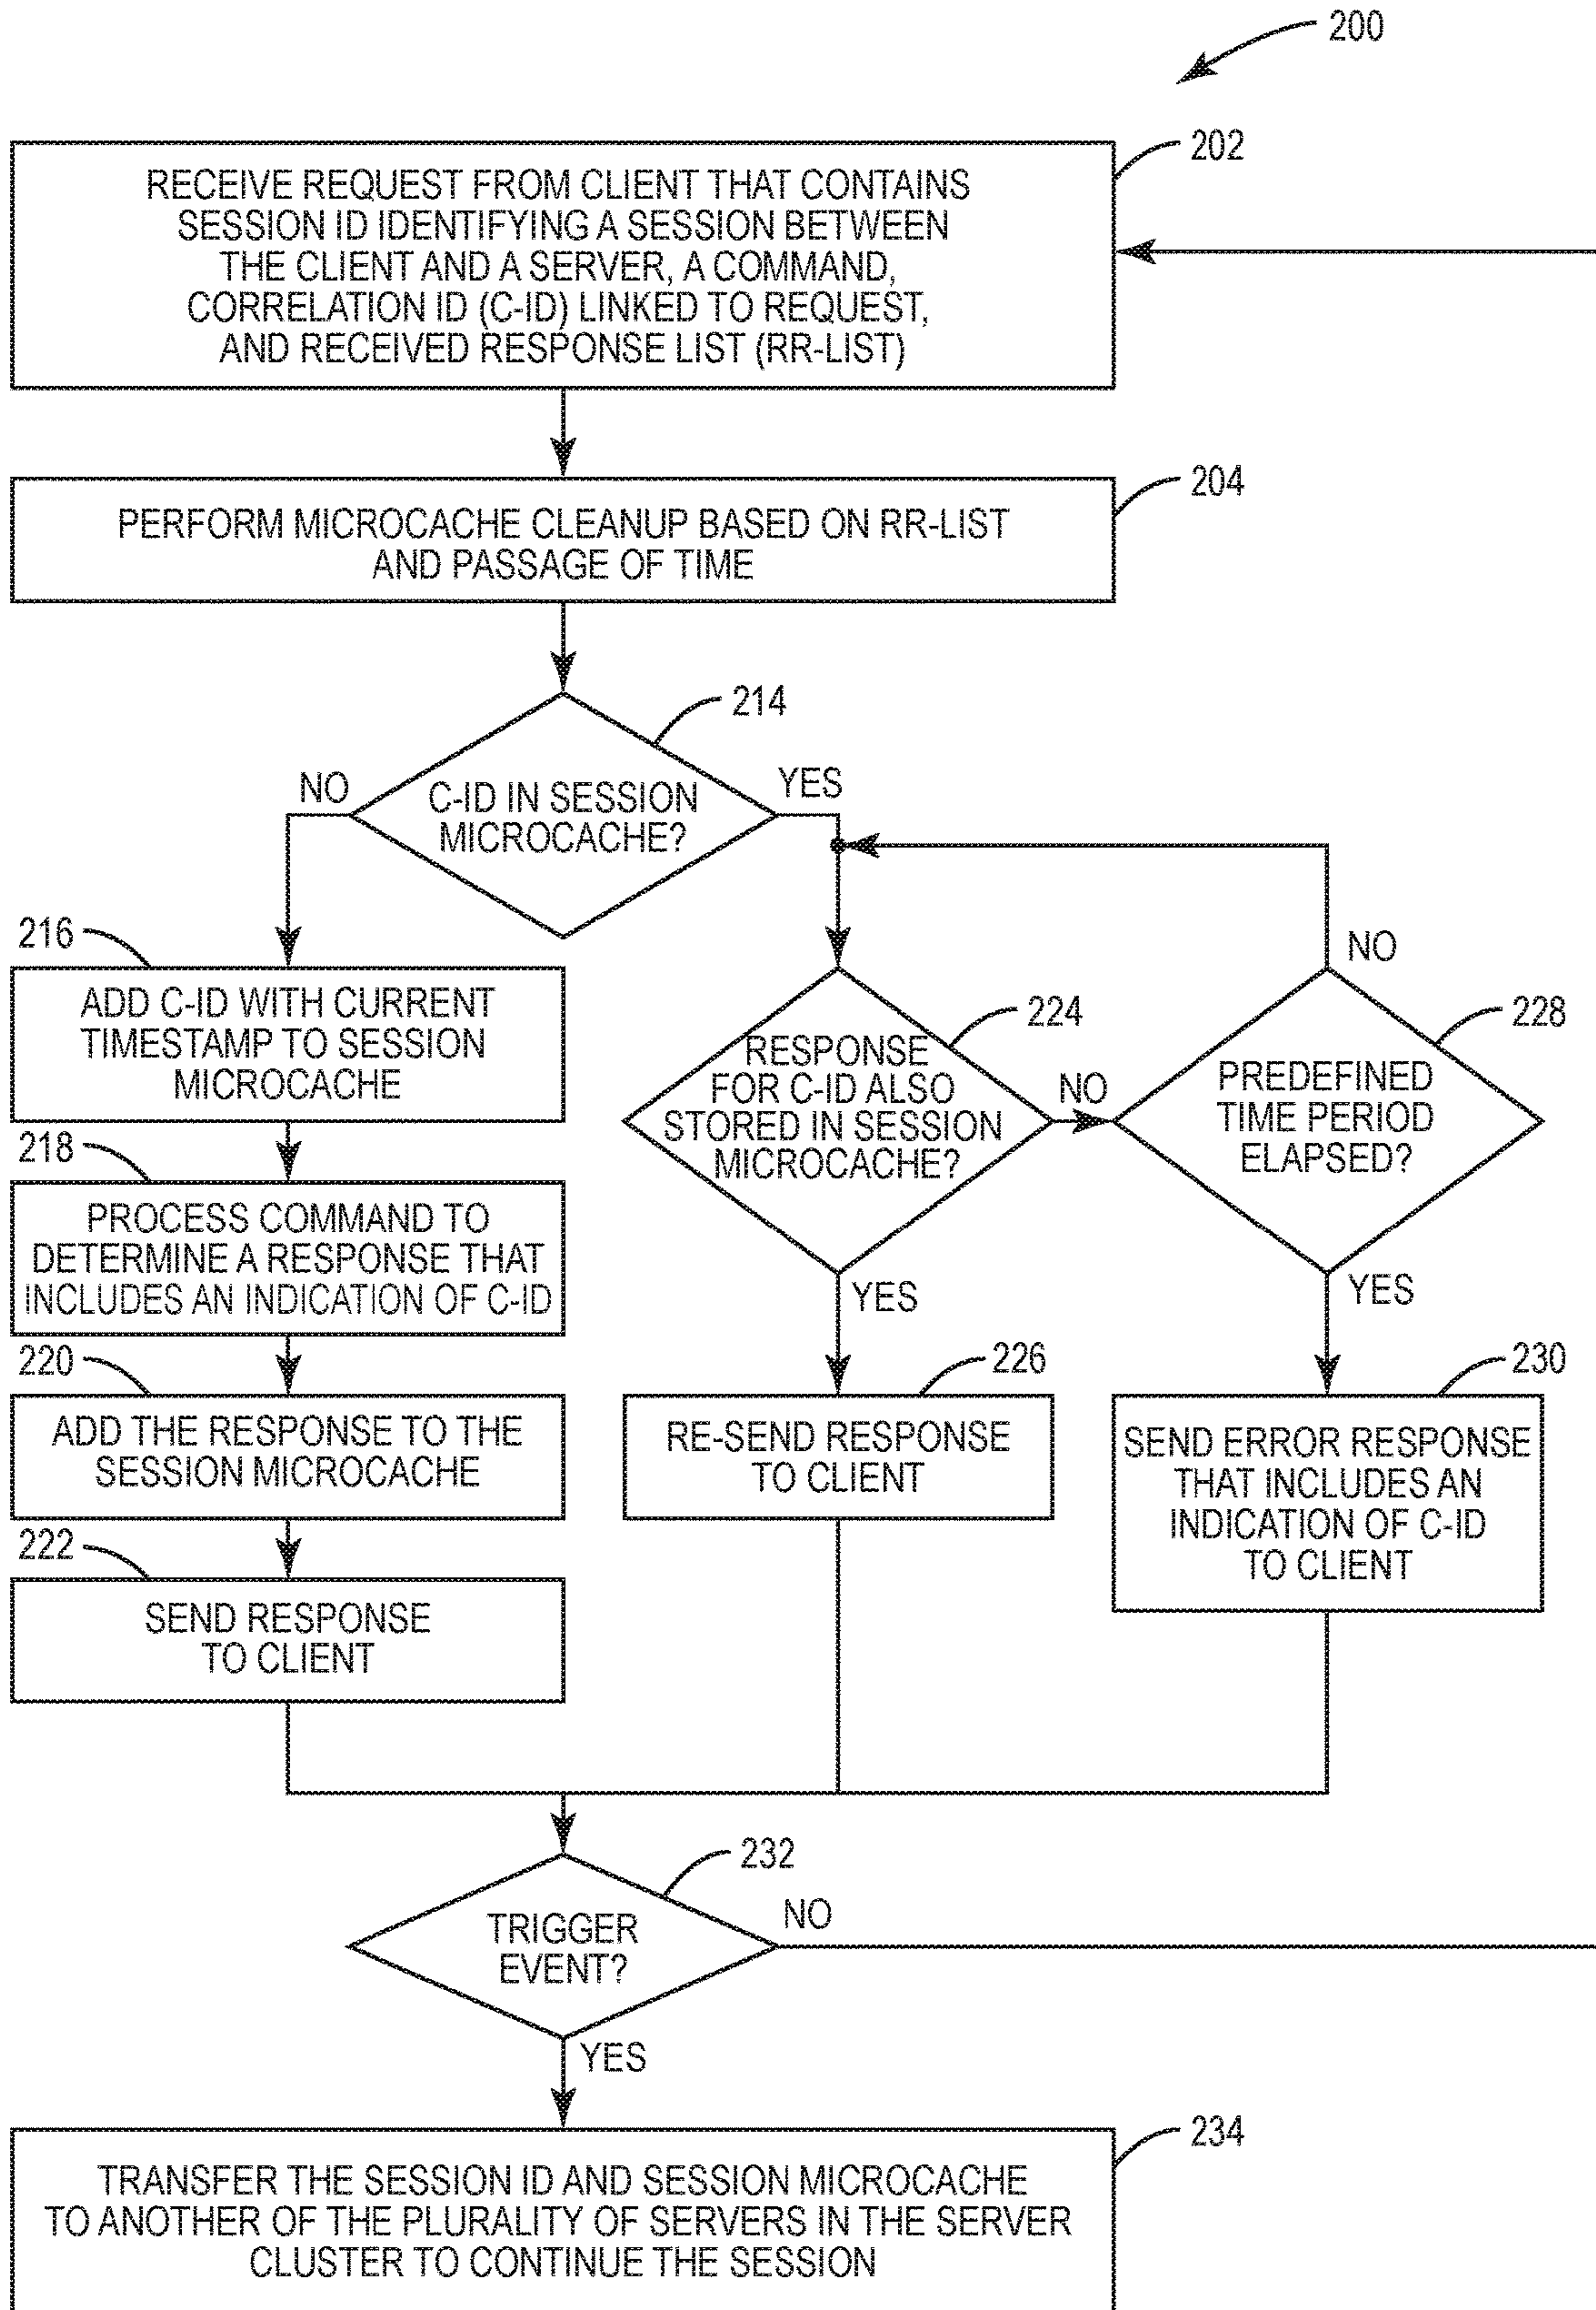 200
202
RECEIVE REQUEST FROM CLIENT THAT CONTAINS
SESSION ID IDENTIFYING A SESSION BETWEEN
THE CLIENT AND A SERVER, A COMMAND,
CORRELATION ID (C-ID) LINKED TO REQUEST,
AND RECEIVED RESPONSE LIST (RR-LIST)
204
PERFORM MICROCACHE CLEANUP BASED ON RR-LIST
AND PASSAGE OF TIME
214
NO
YES
C-ID IN SESSION
MICROCACHE?
216
ADD C-ID WITH CURRENT
TIMESTAMP TO SESSION
MICROCACHE
218
PROCESS COMMAND TO
DETERMINE A RESPONSE THAT
INCLUDES AN INDICATION OF C-ID
220
ADD THE RESPONSE TO THE
SESSION MICROCACHE
222
SEND RESPONSE
TO CLIENT
224
RESPONSE
FOR C-ID ALSO
STORED IN SESSION
MICROCACHE?
NO
YES
226
RE-SEND RESPONSE
TO CLIENT
NO
228
PREDEFINED
TIME PERIOD
ELAPSED?
YES
230
SEND ERROR RESPONSE
THAT INCLUDES AN
INDICATION OF C-ID
TO CLIENT
232
TRIGGER
EVENT?
NO
YES
234
TRANSFER THE SESSION ID AND SESSION MICROCACHE
TO ANOTHER OF THE PLURALITY OF SERVERS IN THE SERVER
CLUSTER TO CONTINUE THE SESSION